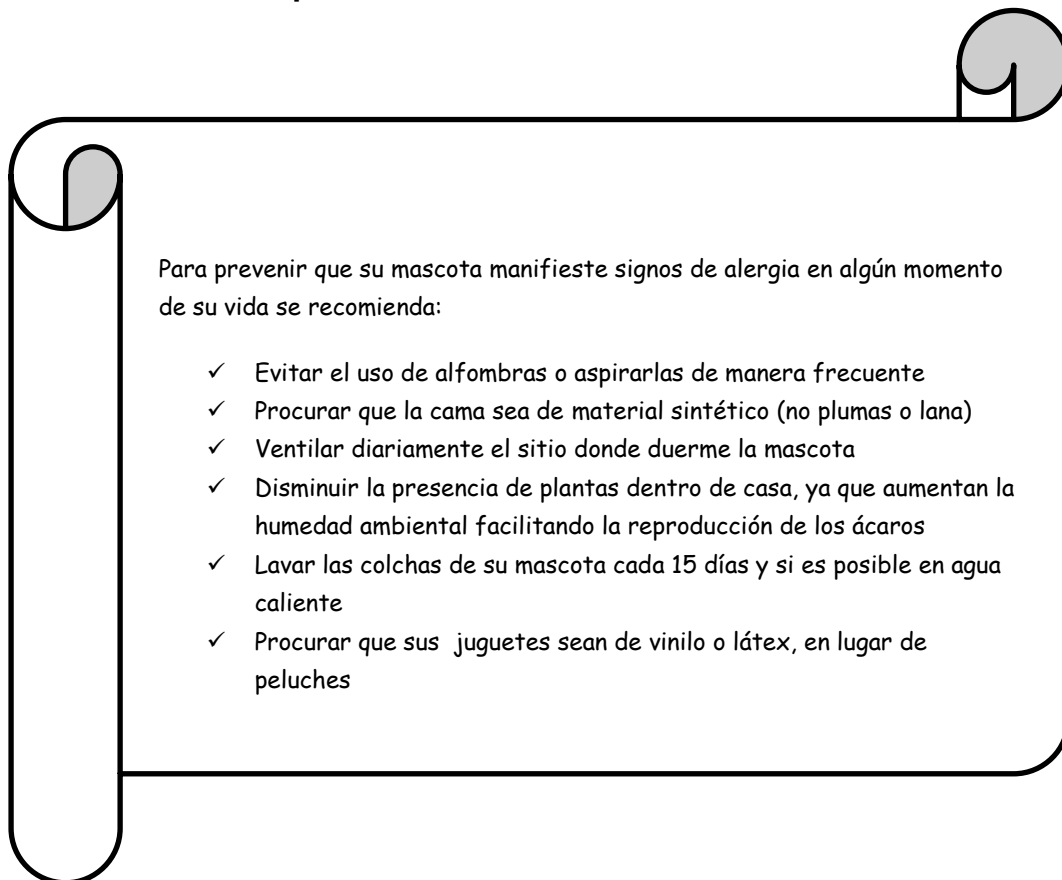 Para prevenir que su mascota manifieste signos de alergia en algún momento
de su vida se recomienda:
✓ Evitar el uso de alfombras o aspirarlas de manera frecuente
✓ Procurar que la cama sea de material sintético (no plumas o lana)
✓ Ventilar diariamente el sitio donde duerme la mascota
✓ Disminuir la presencia de plantas dentro de casa, ya que aumentan la
humedad ambiental facilitando la reproducción de los ácaros
✓ Lavar las colchas de su mascota cada 15 días y si es posible en agua
caliente
✓ Procurar que sus  juguetes sean de vinilo o látex, en lugar de
peluches